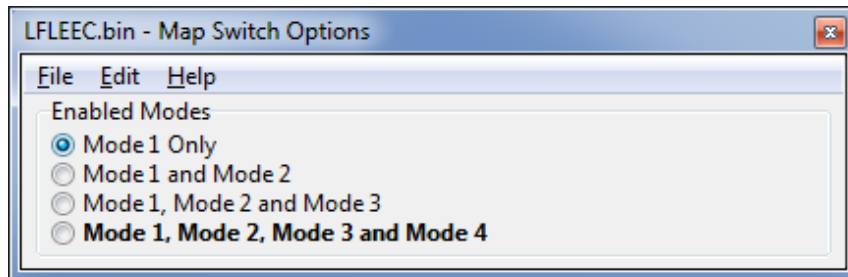 LFLEEC.bin - Map Switch Options
File Edit Help
Enabled Modes
Mode 1 Only
Mode 1 and Mode 2
Mode 1, Mode 2 and Mode 3
Mode 1, Mode 2, Mode 3 and Mode 4